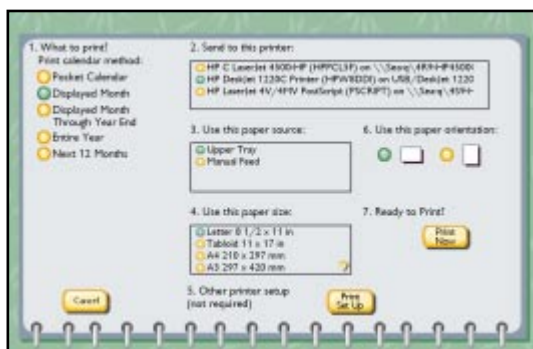 1. What to print?
Print calendar method:
Pocket Calendar
Displayed Month
Displayed Month
Through Year End
Entire Year
Next 12 Months
Cancel
2. Send to this printer:
HP C LaserJet 4500-HP (HPPCL5P) on
HP DeskJet 1220C Printer (HPW8DDI) on USB/DeskJet 1220
HP LaserJet 4V/4MV PostScript (PSCRIPT) on
3. Use this paper source:
Upper Tray
Manual Feed
4. Use this paper size:
Letter 8 1/2 x 11 in
Tabloid 11 x 17 in
A4 210 x 297 mm
A3 297 x 420 mm
5. Other printer setup
(not required)
Print
Set Up
6. Use this paper orientation:
7. Ready to Print!
Print
Now